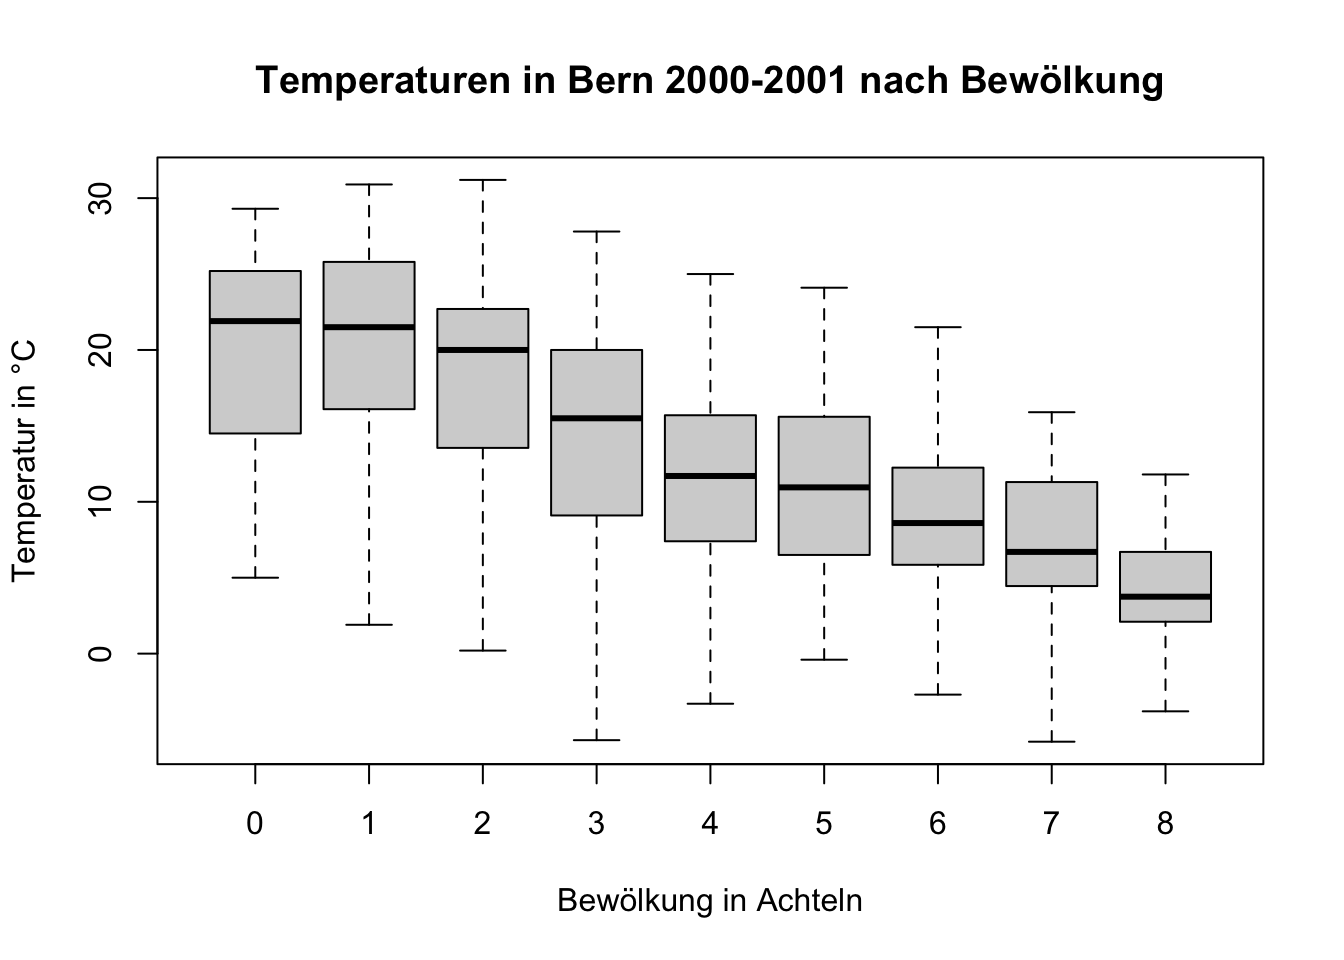 Temperaturen in Bern 2000-2001 nach Bewölkung
Temperatur in °C
30
20
10
0
0 1 2 3 4 5 6 7 8
Bewölkung in Achteln